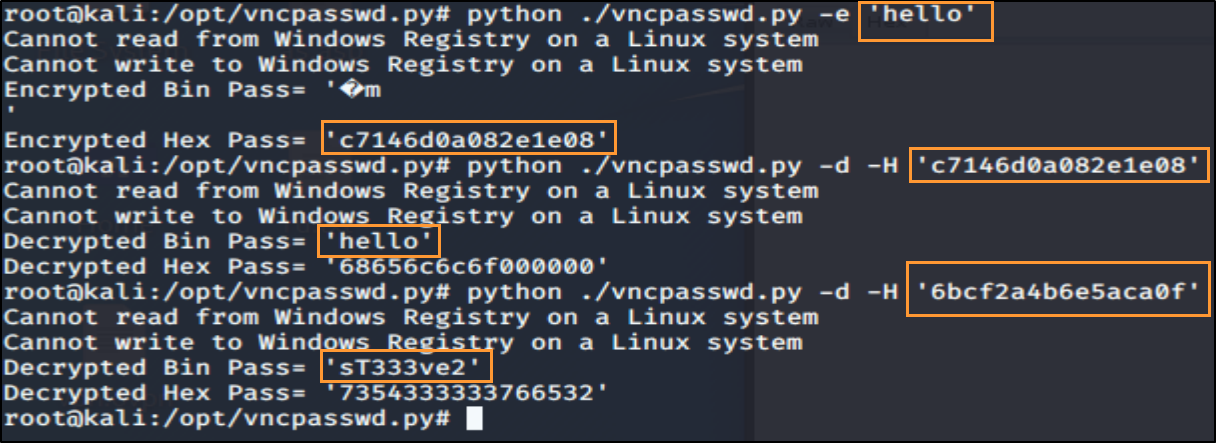 root@kali:/opt/vncpasswd.py# python ./vncpasswd.py -e 'hello'
Cannot read from Windows Registry on a Linux system
Cannot write to Windows Registry on a Linux system
Encrypted Bin Pass= '�m
'
Encrypted Hex Pass= 'c7146d0a082e1e08'
root@kali:/opt/vncpasswd.py# python ./vncpasswd.py -d -H 'c7146d0a082e1e08'
Cannot read from Windows Registry on a Linux system
Cannot write to Windows Registry on a Linux system
Decrypted Bin Pass= 'hello'
Decrypted Hex Pass= '68656c6c6f000000'
root@kali:/opt/vncpasswd.py# python ./vncpasswd.py -d -H '6bcf2a4b6e5aca0f'
Cannot read from Windows Registry on a Linux system
Cannot write to Windows Registry on a Linux system
Decrypted Bin Pass= 'sT333ve2'
Decrypted Hex Pass= '7354333333766532'
root@kali:/opt/vncpasswd.py#